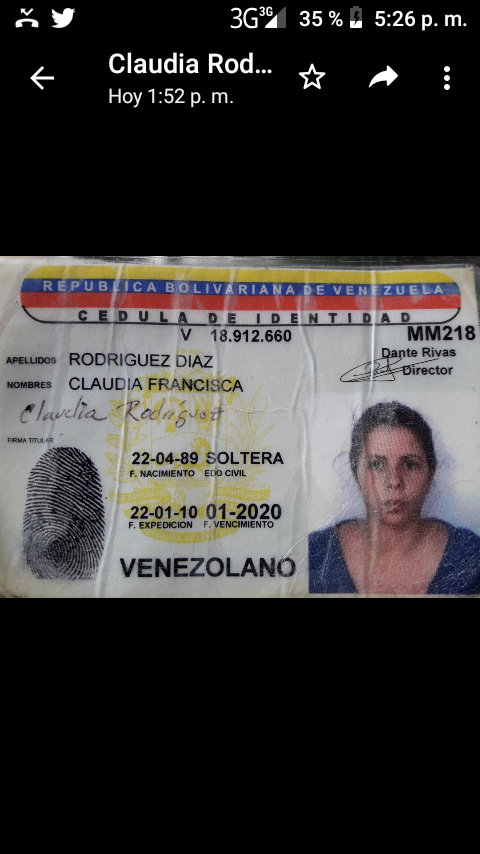 3G 3G 35 % 5:26 p. m.
Claudia Rod...
Hoy 1:52 p. m.
REPUBLICA BOLIVARIANA DE VENEZUELA
CEDULA DE IDENTIDAD
V 18.912.660 MM218
APELLIDOS RODRIGUEZ DIAZ
Dante Rivas
Director
NOMBRES CLAUDIA FRANCISCA
Claudia Rodríguez
FIRMA TITULAR
22-04-89 SOLTERA
F. NACIMIENTO EDO CIVIL
22-01-10 01-2020
F. EXPEDICION F. VENCIMIENTO
VENEZOLANO